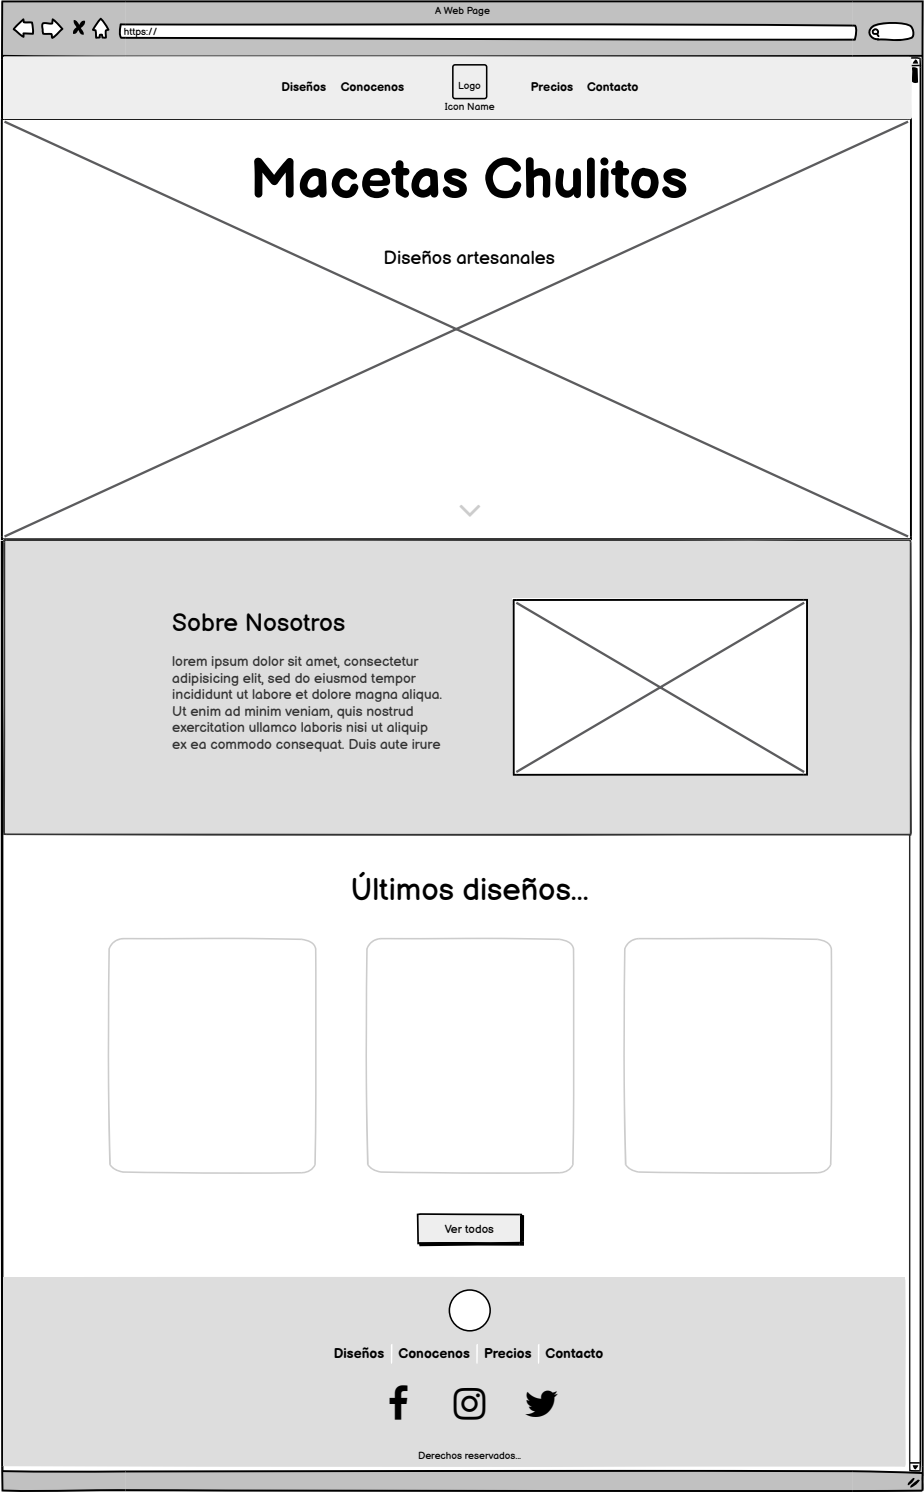 A Web Page
https://
Diseños Conocenos Logo Precios Contacto
Icon Name
Macetas Chulitos
Diseños artesanales
Sobre Nosotros
lorem ipsum dolor sit amet, consectetur
adipisicing elit, sed do eiusmod tempor
incididunt ut labore et dolore magna aliqua.
Ut enim ad minim veniam, quis nostrud
exercitation ullamco laboris nisi ut aliquip
ex ea commodo consequat. Duis aute irure
Últimos diseños...
Ver todos
Diseños Conocenos Precios Contacto
Derechos reservados...